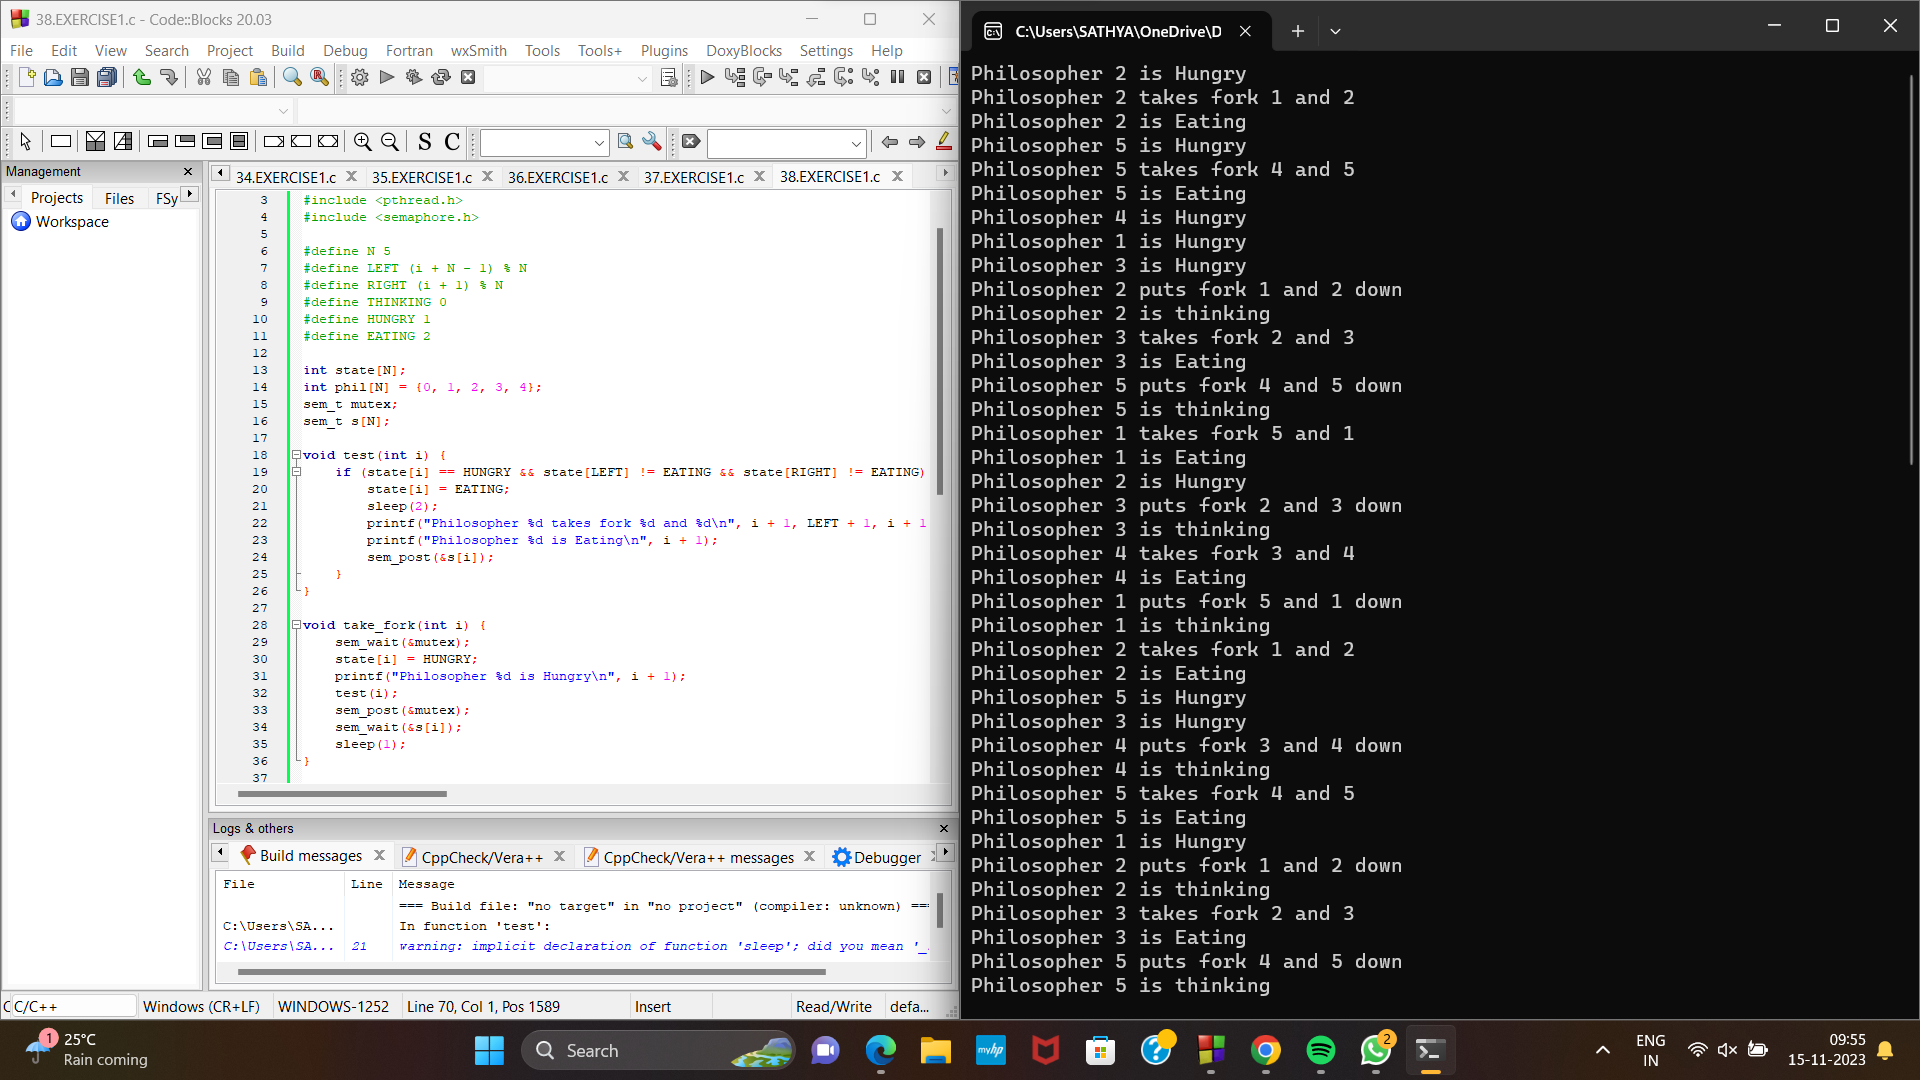 38.EXERCISE1.c - Code::Blocks 20.03
File Edit View Search Project Build Debug Fortran wxSmith Tools Tools+ Plugins DoxyBlocks Settings Help
S C
Management
Projects Files FSy
Workspace
34.EXERCISE1.c 35.EXERCISE1.c 36.EXERCISE1.c 37.EXERCISE1.c 38.EXERCISE1.c
3 #include <pthread.h>
4 #include <semaphore.h>
5
6 #define N 5
7 #define LEFT (i + N - 1) % N
8 #define RIGHT (i + 1) % N
9 #define THINKING 0
10 #define HUNGRY 1
11 #define EATING 2
12
13 int state[N];
14 int phil[N] = {0, 1, 2, 3, 4};
15 sem_t mutex;
16 sem_t s[N];
17
18 void test(int i) {
19 if (state[i] == HUNGRY && state[LEFT] != EATING && state[RIGHT] != EATING)
20 state[i] = EATING;
21 sleep(2);
22 printf("Philosopher %d takes fork %d and %d\n", i + 1, LEFT + 1, i + 1
23 printf("Philosopher %d is Eating\n", i + 1);
24 sem_post(&s[i]);
25 }
26 }
27
28 void take_fork(int i) {
29 sem_wait(&mutex);
30 state[i] = HUNGRY;
31 printf("Philosopher %d is Hungry\n", i + 1);
32 test(i);
33 sem_post(&mutex);
34 sem_wait(&s[i]);
35 sleep(1);
36 }
37
Logs & others
Build messages CppCheck/Vera++ CppCheck/Vera++ messages Debugger
File Line Message
=== Build file: "no target" in "no project" (compiler: unknown) ===
C:\Users\SA... In function 'test':
C:\Users\SA... 21 warning: implicit declaration of function 'sleep'; did you mean '_
C/C++ Windows (CR+LF) WINDOWS-1252 Line 70, Col 1, Pos 1589 Insert Read/Write defa...
C:\Users\SATHYA\OneDrive\D
Philosopher 2 is Hungry
Philosopher 2 takes fork 1 and 2
Philosopher 2 is Eating
Philosopher 5 is Hungry
Philosopher 5 takes fork 4 and 5
Philosopher 5 is Eating
Philosopher 4 is Hungry
Philosopher 1 is Hungry
Philosopher 3 is Hungry
Philosopher 2 puts fork 1 and 2 down
Philosopher 2 is thinking
Philosopher 3 takes fork 2 and 3
Philosopher 3 is Eating
Philosopher 5 puts fork 4 and 5 down
Philosopher 5 is thinking
Philosopher 1 takes fork 5 and 1
Philosopher 1 is Eating
Philosopher 2 is Hungry
Philosopher 3 puts fork 2 and 3 down
Philosopher 3 is thinking
Philosopher 4 takes fork 3 and 4
Philosopher 4 is Eating
Philosopher 1 puts fork 5 and 1 down
Philosopher 1 is thinking
Philosopher 2 takes fork 1 and 2
Philosopher 2 is Eating
Philosopher 5 is Hungry
Philosopher 3 is Hungry
Philosopher 4 puts fork 3 and 4 down
Philosopher 4 is thinking
Philosopher 5 takes fork 4 and 5
Philosopher 5 is Eating
Philosopher 1 is Hungry
Philosopher 2 puts fork 1 and 2 down
Philosopher 2 is thinking
Philosopher 3 takes fork 2 and 3
Philosopher 3 is Eating
Philosopher 5 puts fork 4 and 5 down
Philosopher 5 is thinking
1
25°C
Rain coming
Search
myhp
2
ENG
IN
09:55
15-11-2023